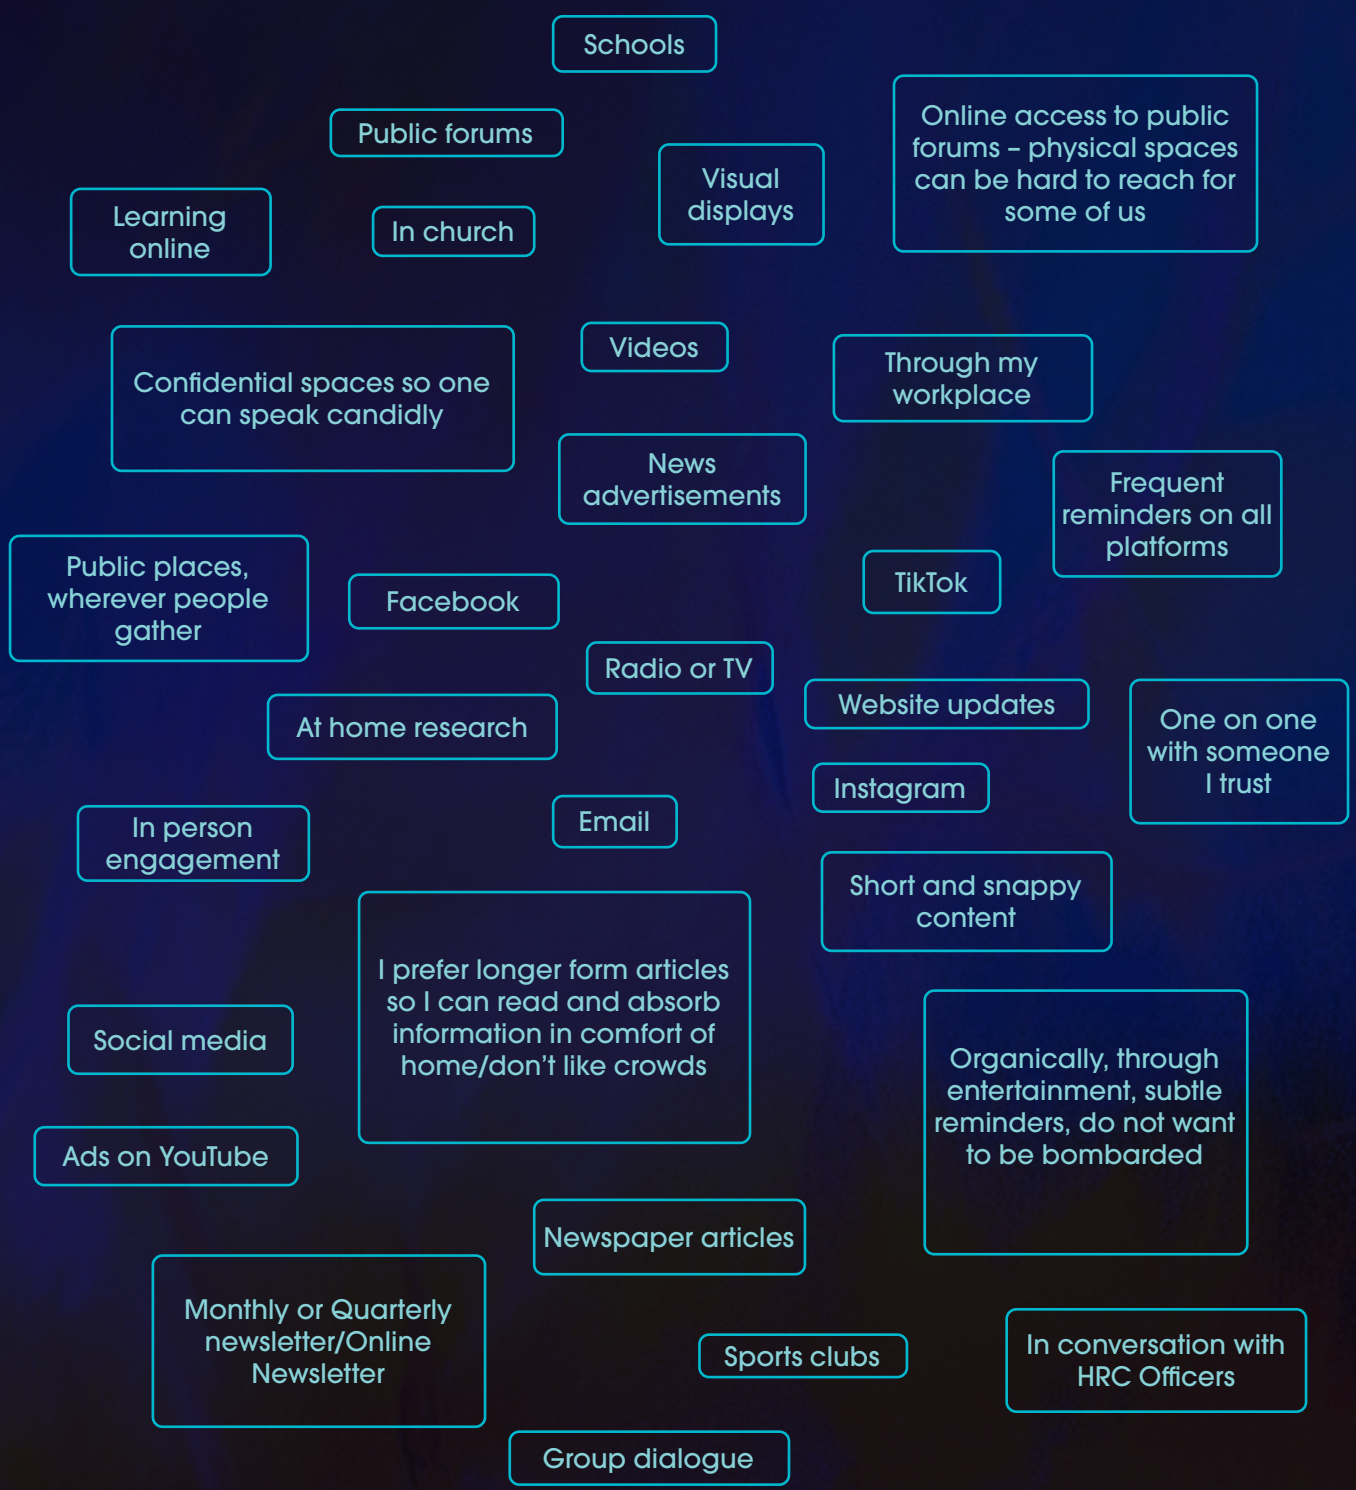 Schools
Public forums
Online access to public
forums – physical spaces
can be hard to reach for
some of us
Visual
displays
Learning
online
In church
Videos
Through my
workplace
Confidential spaces so one
can speak candidly
News
advertisements
Frequent
reminders on all
platforms
Public places,
wherever people
gather
Facebook
TikTok
Radio or TV
Website updates
One on one
with someone
I trust
At home research
Instagram
Email
In person
engagement
Short and snappy
content
I prefer longer form articles
so I can read and absorb
information in comfort of
home/don’t like crowds
Social media
Organically, through
entertainment, subtle
reminders, do not want
to be bombarded
Ads on YouTube
Newspaper articles
Monthly or Quarterly
newsletter/Online
Newsletter
Sports clubs
In conversation with
HRC Officers
Group dialogue